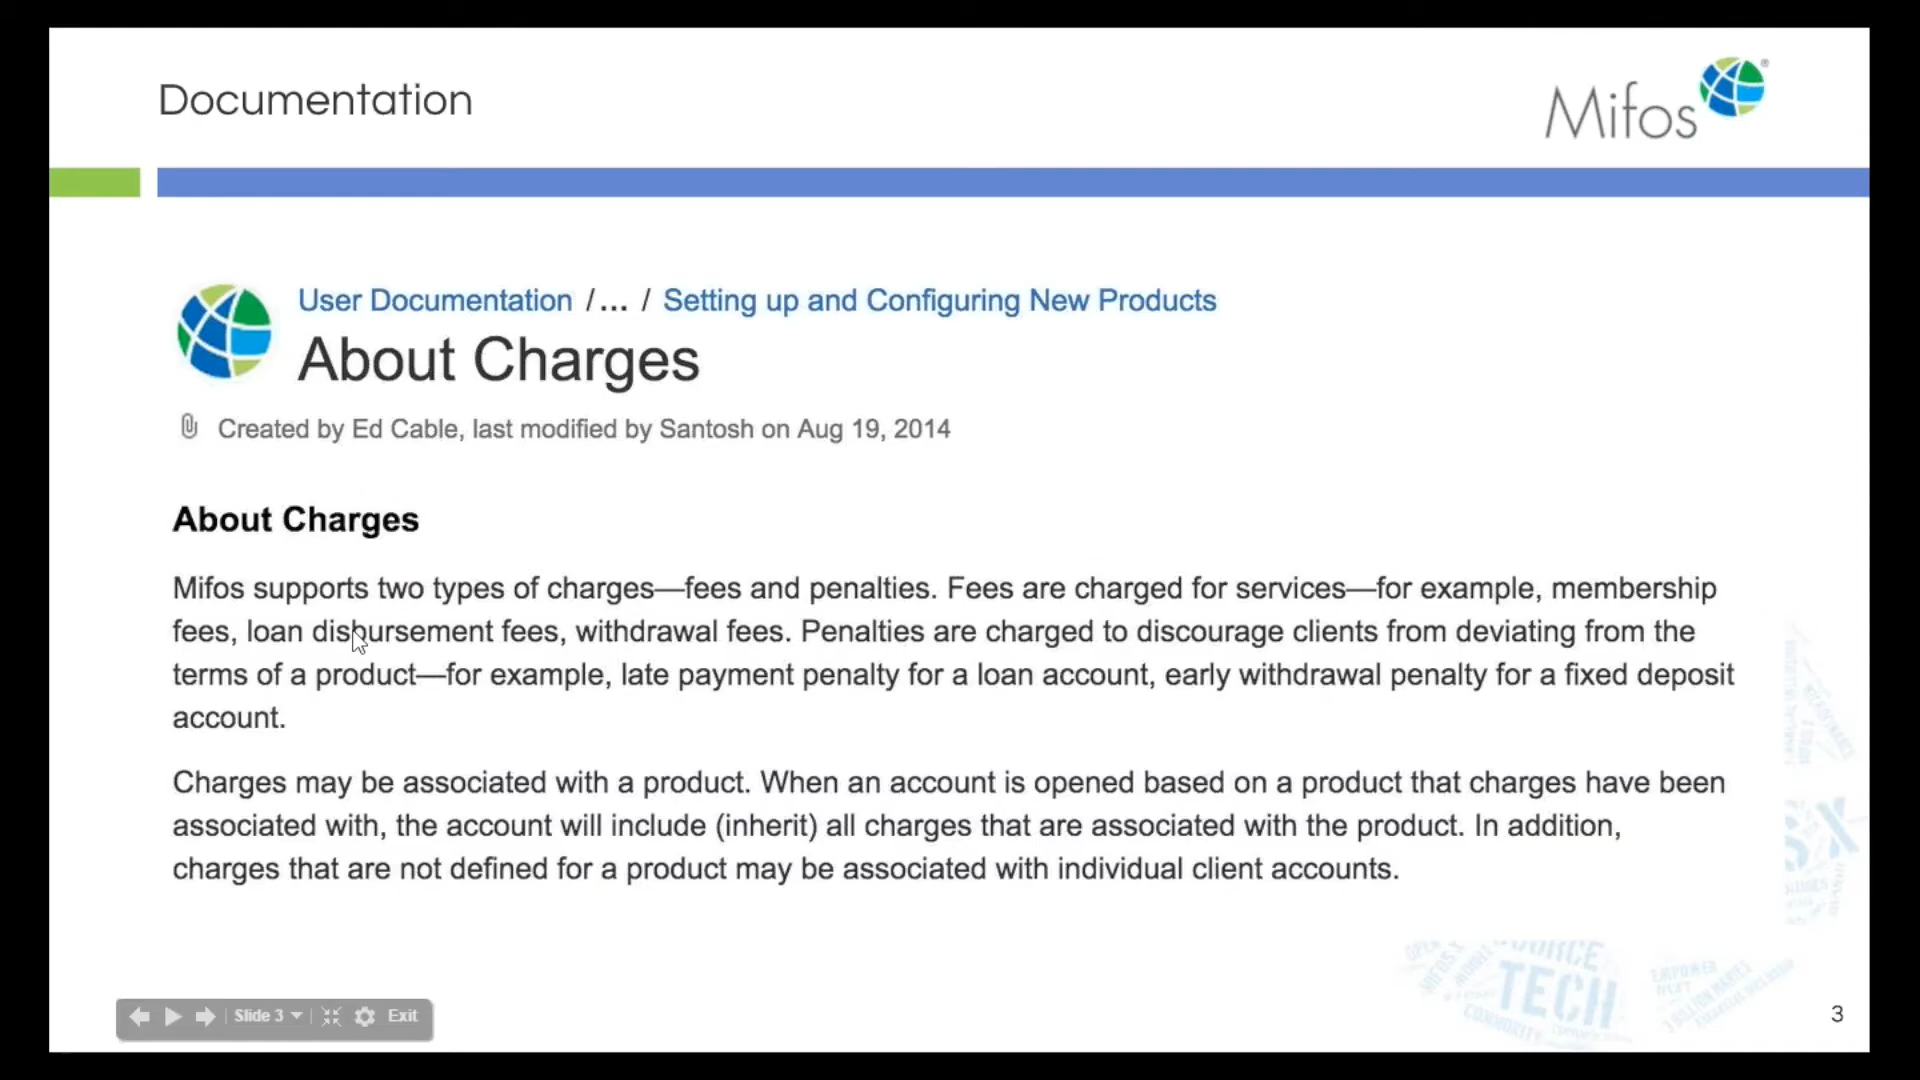 Documentation
Mifos®
User Documentation /... / Setting up and Configuring New Products
About Charges
Created by Ed Cable, last modified by Santosh on Aug 19, 2014
About Charges
Mifos supports two types of charges—fees and penalties. Fees are charged for services—for example, membership
fees, loan disbursement fees, withdrawal fees. Penalties are charged to discourage clients from deviating from the
terms of a product—for example, late payment penalty for a loan account, early withdrawal penalty for a fixed deposit
account.
Charges may be associated with a product. When an account is opened based on a product that charges have been
associated with, the account will include (inherit) all charges that are associated with the product. In addition,
charges that are not defined for a product may be associated with individual client accounts.
TECH
COMMUNITY
EMPOWER
Slide 3
Exit
3